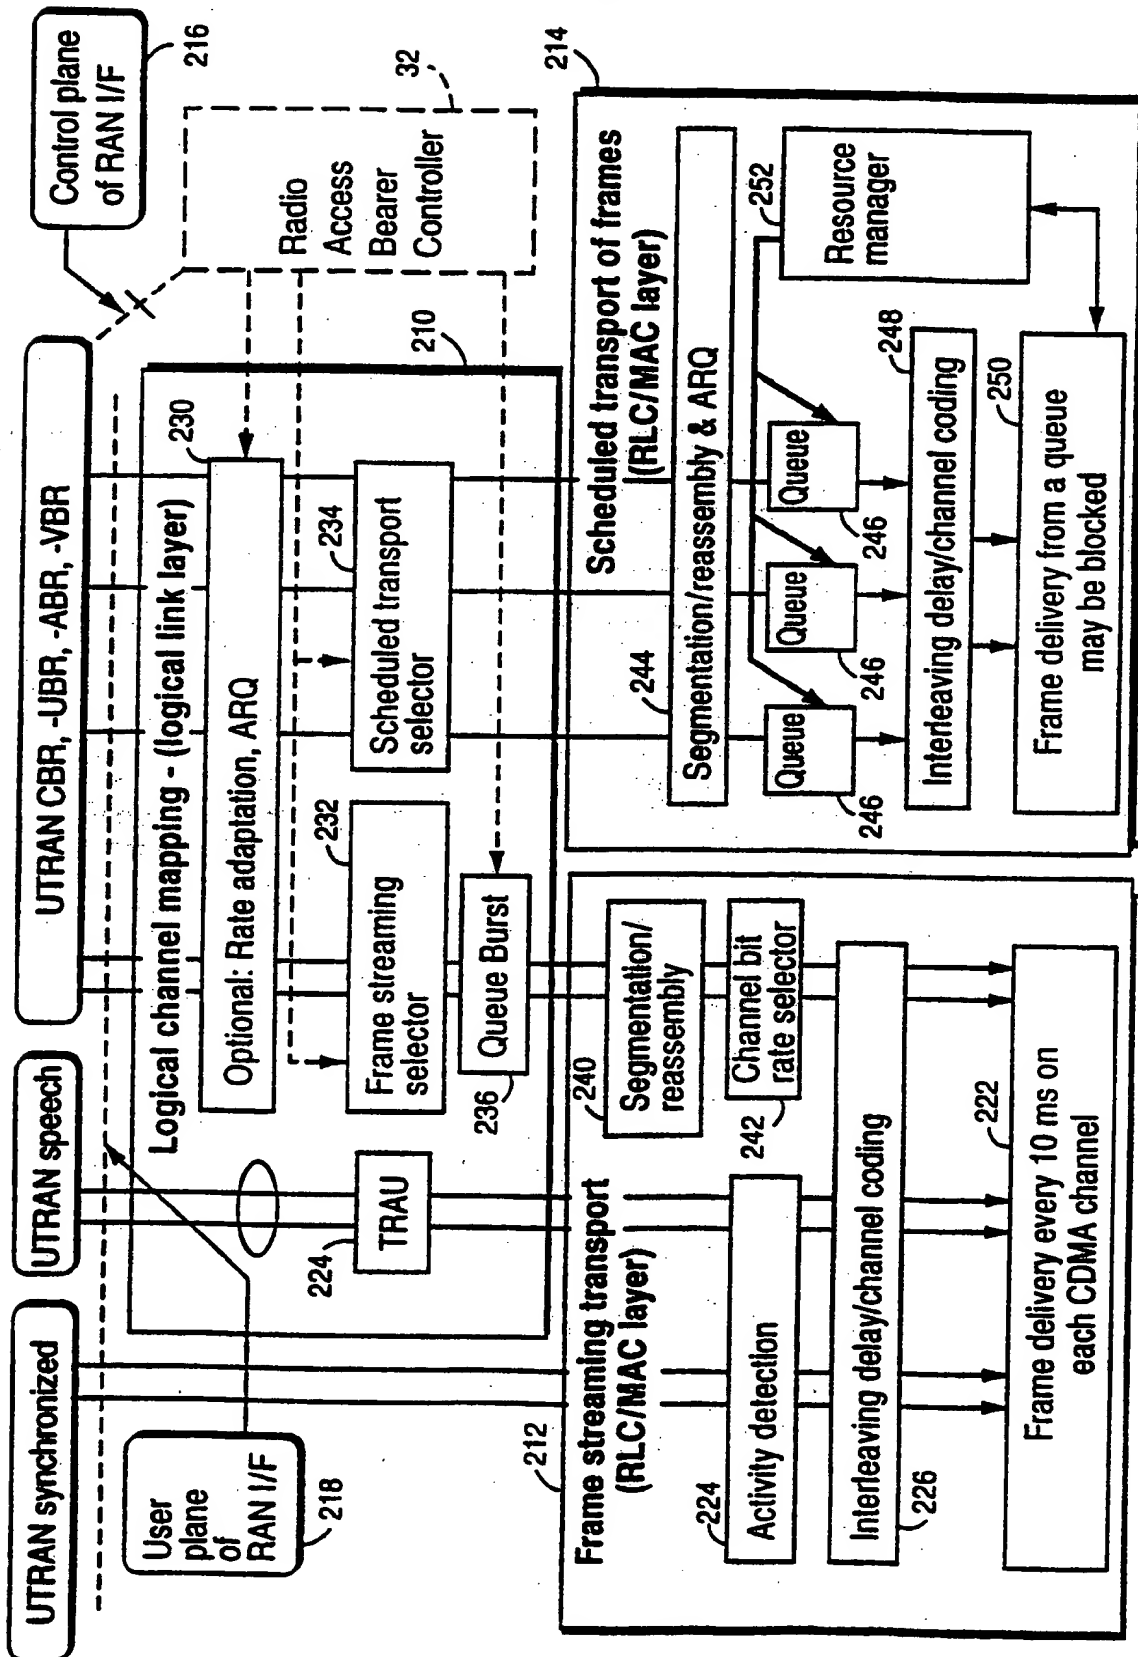 UTRAN synchronized
UTRAN speech
UTRAN CBR, -UBR, -ABR, -VBR
Control plane
of RAN I/F
216
User
plane
of
RAN I/F
218
32
Radio
Access
Bearer
Controller
210
Logical channel mapping - (logical link layer)
230
Optional: Rate adaptation, ARQ
224
TRAU
232
Frame streaming
selector
234
Scheduled transport
selector
236
Queue Burst
212
Frame streaming transport
(RLC/MAC layer)
240
Segmentation/
reassembly
224
Activity detection
242
Channel bit
rate selector
Interleaving delay/channel coding
226
222
Frame delivery every 10 ms on
each CDMA channel
214
Scheduled transport of frames
(RLC/MAC layer)
244
Segmentation/reassembly & ARQ
Queue
246
Queue
246
Queue
246
252
Resource
manager
248
Interleaving delay/channel coding
250
Frame delivery from a queue
may be blocked